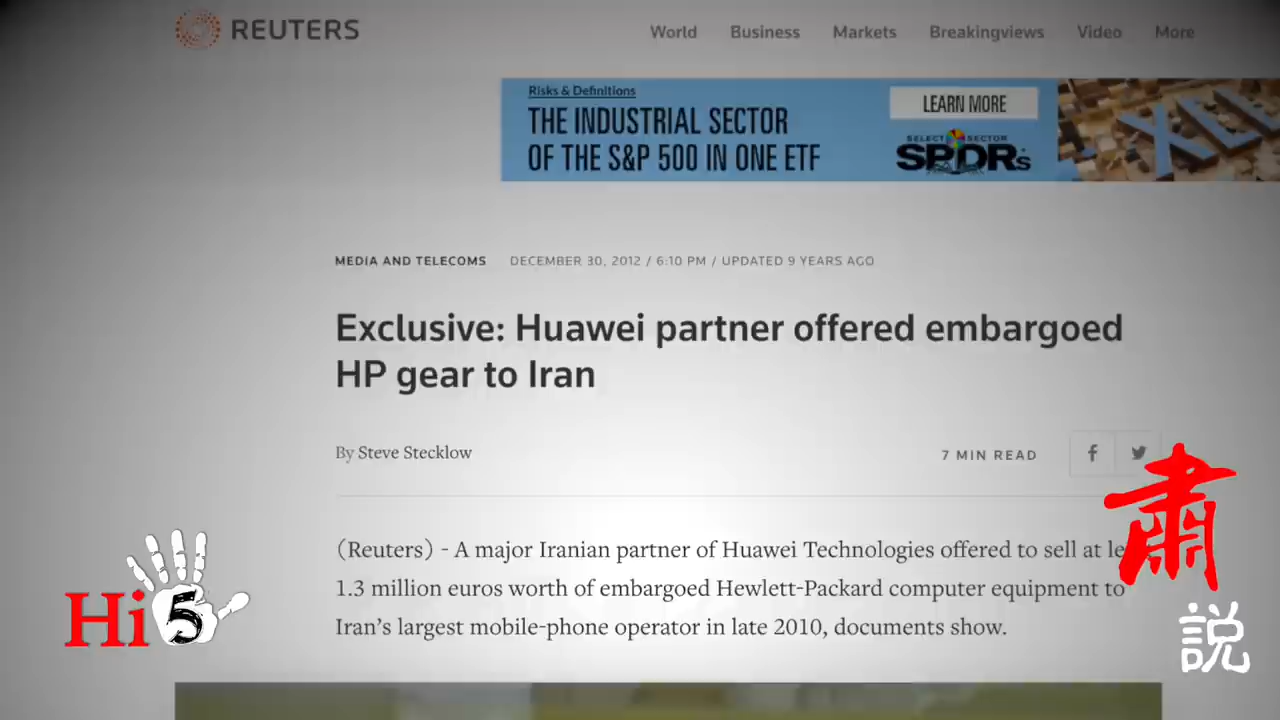 REUTERS
World Business Markets Breakingviews Video More
Risks & Definitions
THE INDUSTRIAL SECTOR
OF THE S&P 500 IN ONE ETF
LEARN MORE
SELECT SECTOR
SPDRs
XLI
MEDIA AND TELECOMS DECEMBER 30, 2012 / 6:10 PM / UPDATED 9 YEARS AGO
Exclusive: Huawei partner offered embargoed
HP gear to Iran
By Steve Stecklow
7 MIN READ
(Reuters) - A major Iranian partner of Huawei Technologies offered to sell at
1.3 million euros worth of embargoed Hewlett-Packard computer equipment to
Iran’s largest mobile-phone operator in late 2010, documents show.
Hi 5
肅
説